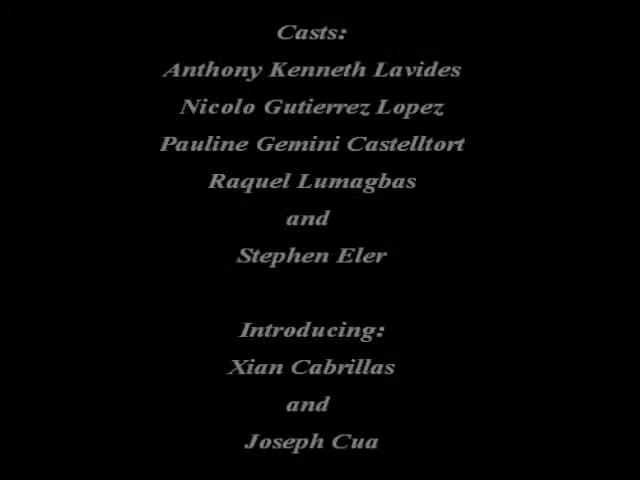 Casts:
Anthony Kenneth Lavides
Nicolo Gutierrez Lopez
Pauline Gemini Castelltort
Raquel Lumagbas
and
Stephen Eler
Introducing:
Xian Cabrillas
and
Joseph Cua